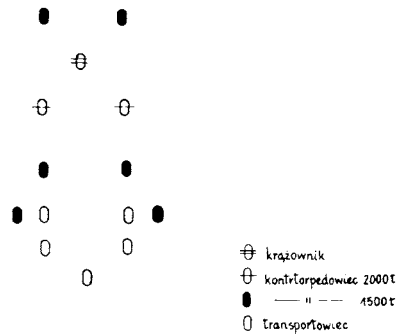 krążownik
kontrtorpedowiec 2000t
— " — — 1500t
transportowiec